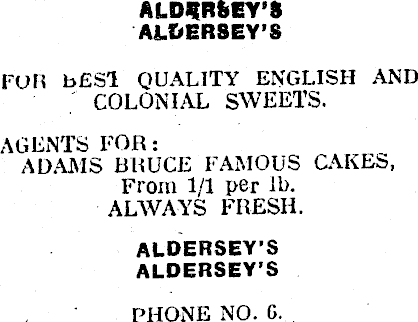 ALDERSEY'S
ALDERSEY'S
FOR BEST QUALITY ENGLISH AND
COLONIAL SWEETS.
AGENTS FOR:
ADAMS BRUCE FAMOUS CAKES,
From 1/1 per lb.
ALWAYS FRESH.
ALDERSEY'S
ALDERSEY'S
PHONE NO. 6.